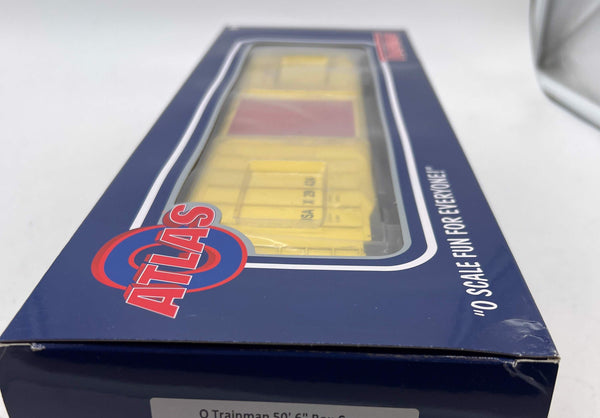 ATLAS
"O SCALE FUN FOR EVERYONE!"
O Trainman 50' 6" Box